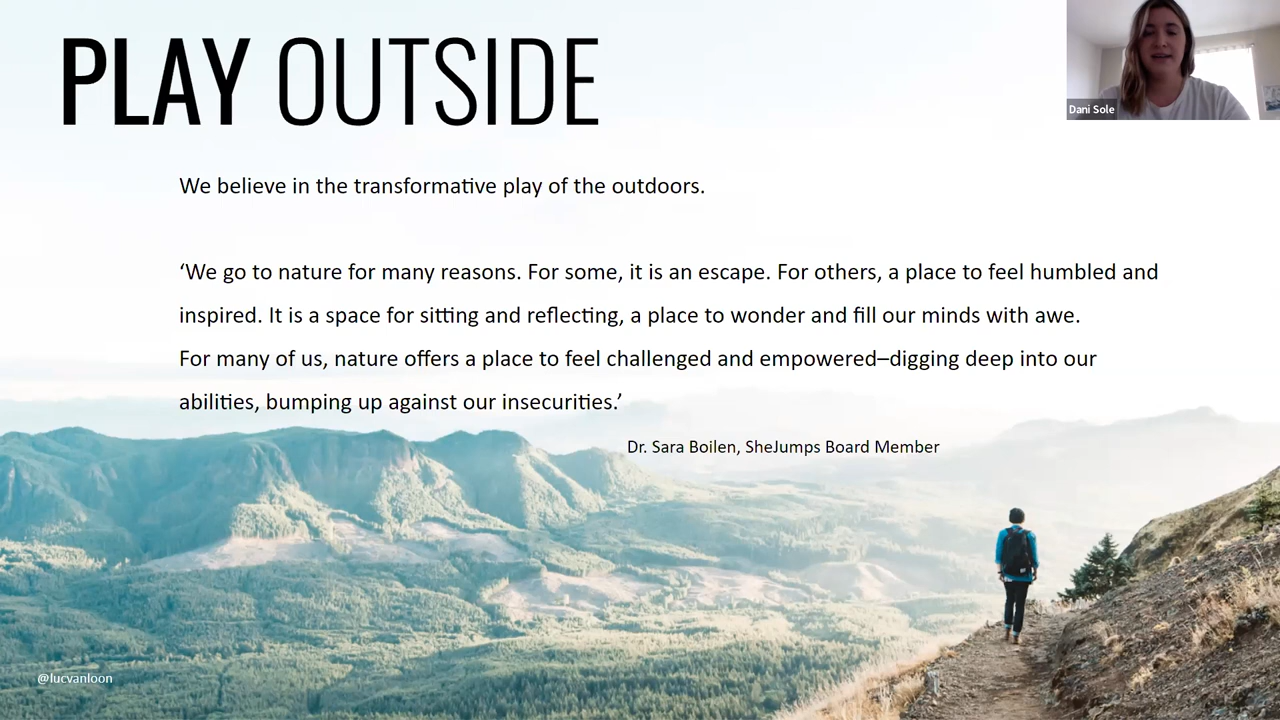 PLAY OUTSIDE
Dani Sole
We believe in the transformative play of the outdoors.
‘We go to nature for many reasons. For some, it is an escape. For others, a place to feel humbled and
inspired. It is a space for sitting and reflecting, a place to wonder and fill our minds with awe.
For many of us, nature offers a place to feel challenged and empowered–digging deep into our
abilities, bumping up against our insecurities.’
Dr. Sara Boilen, SheJumps Board Member
@lucvanloon